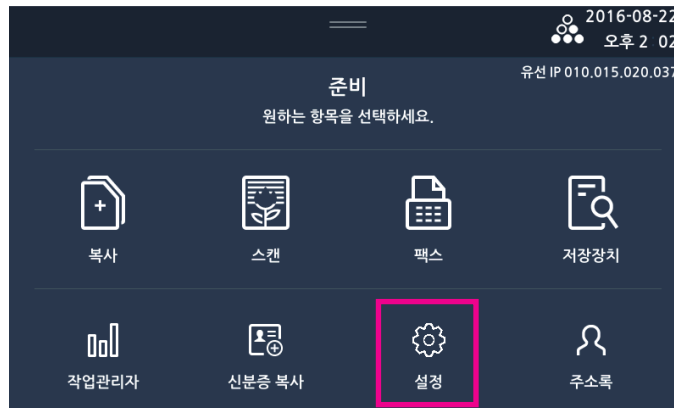 2016-08-22
오후 2:02
유선 IP 010.015.020.037
준비
원하는 항목을 선택하세요.
복사
스캔
팩스
저장장치
작업관리자
신분증 복사
설정
주소록